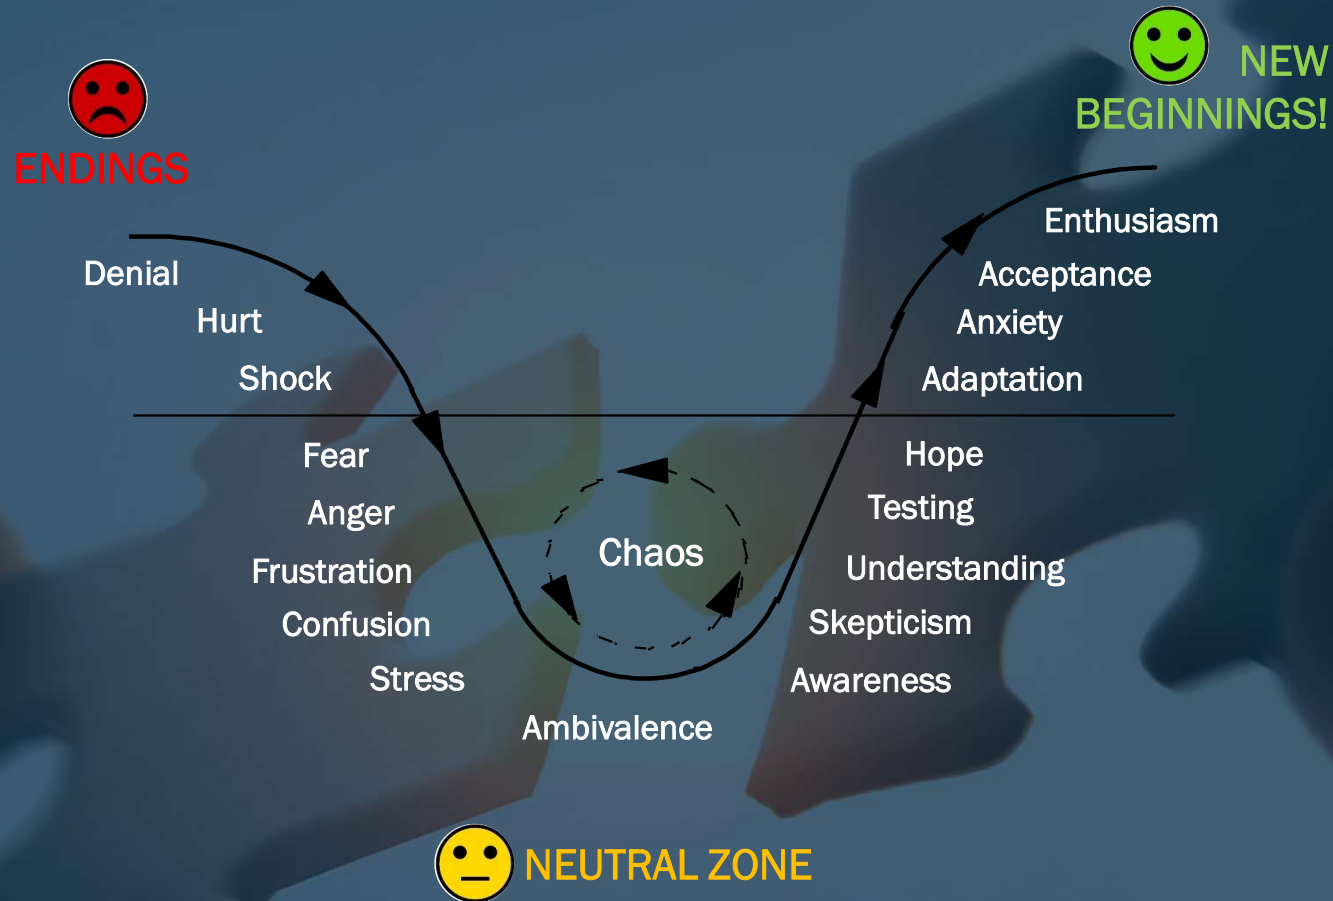 ENDINGS
NEW
BEGINNINGS!
Denial
Hurt
Shock
Fear
Anger
Frustration
Confusion
Stress
Ambivalence
Chaos
Awareness
Skepticism
Understanding
Testing
Hope
Adaptation
Anxiety
Acceptance
Enthusiasm
NEUTRAL ZONE